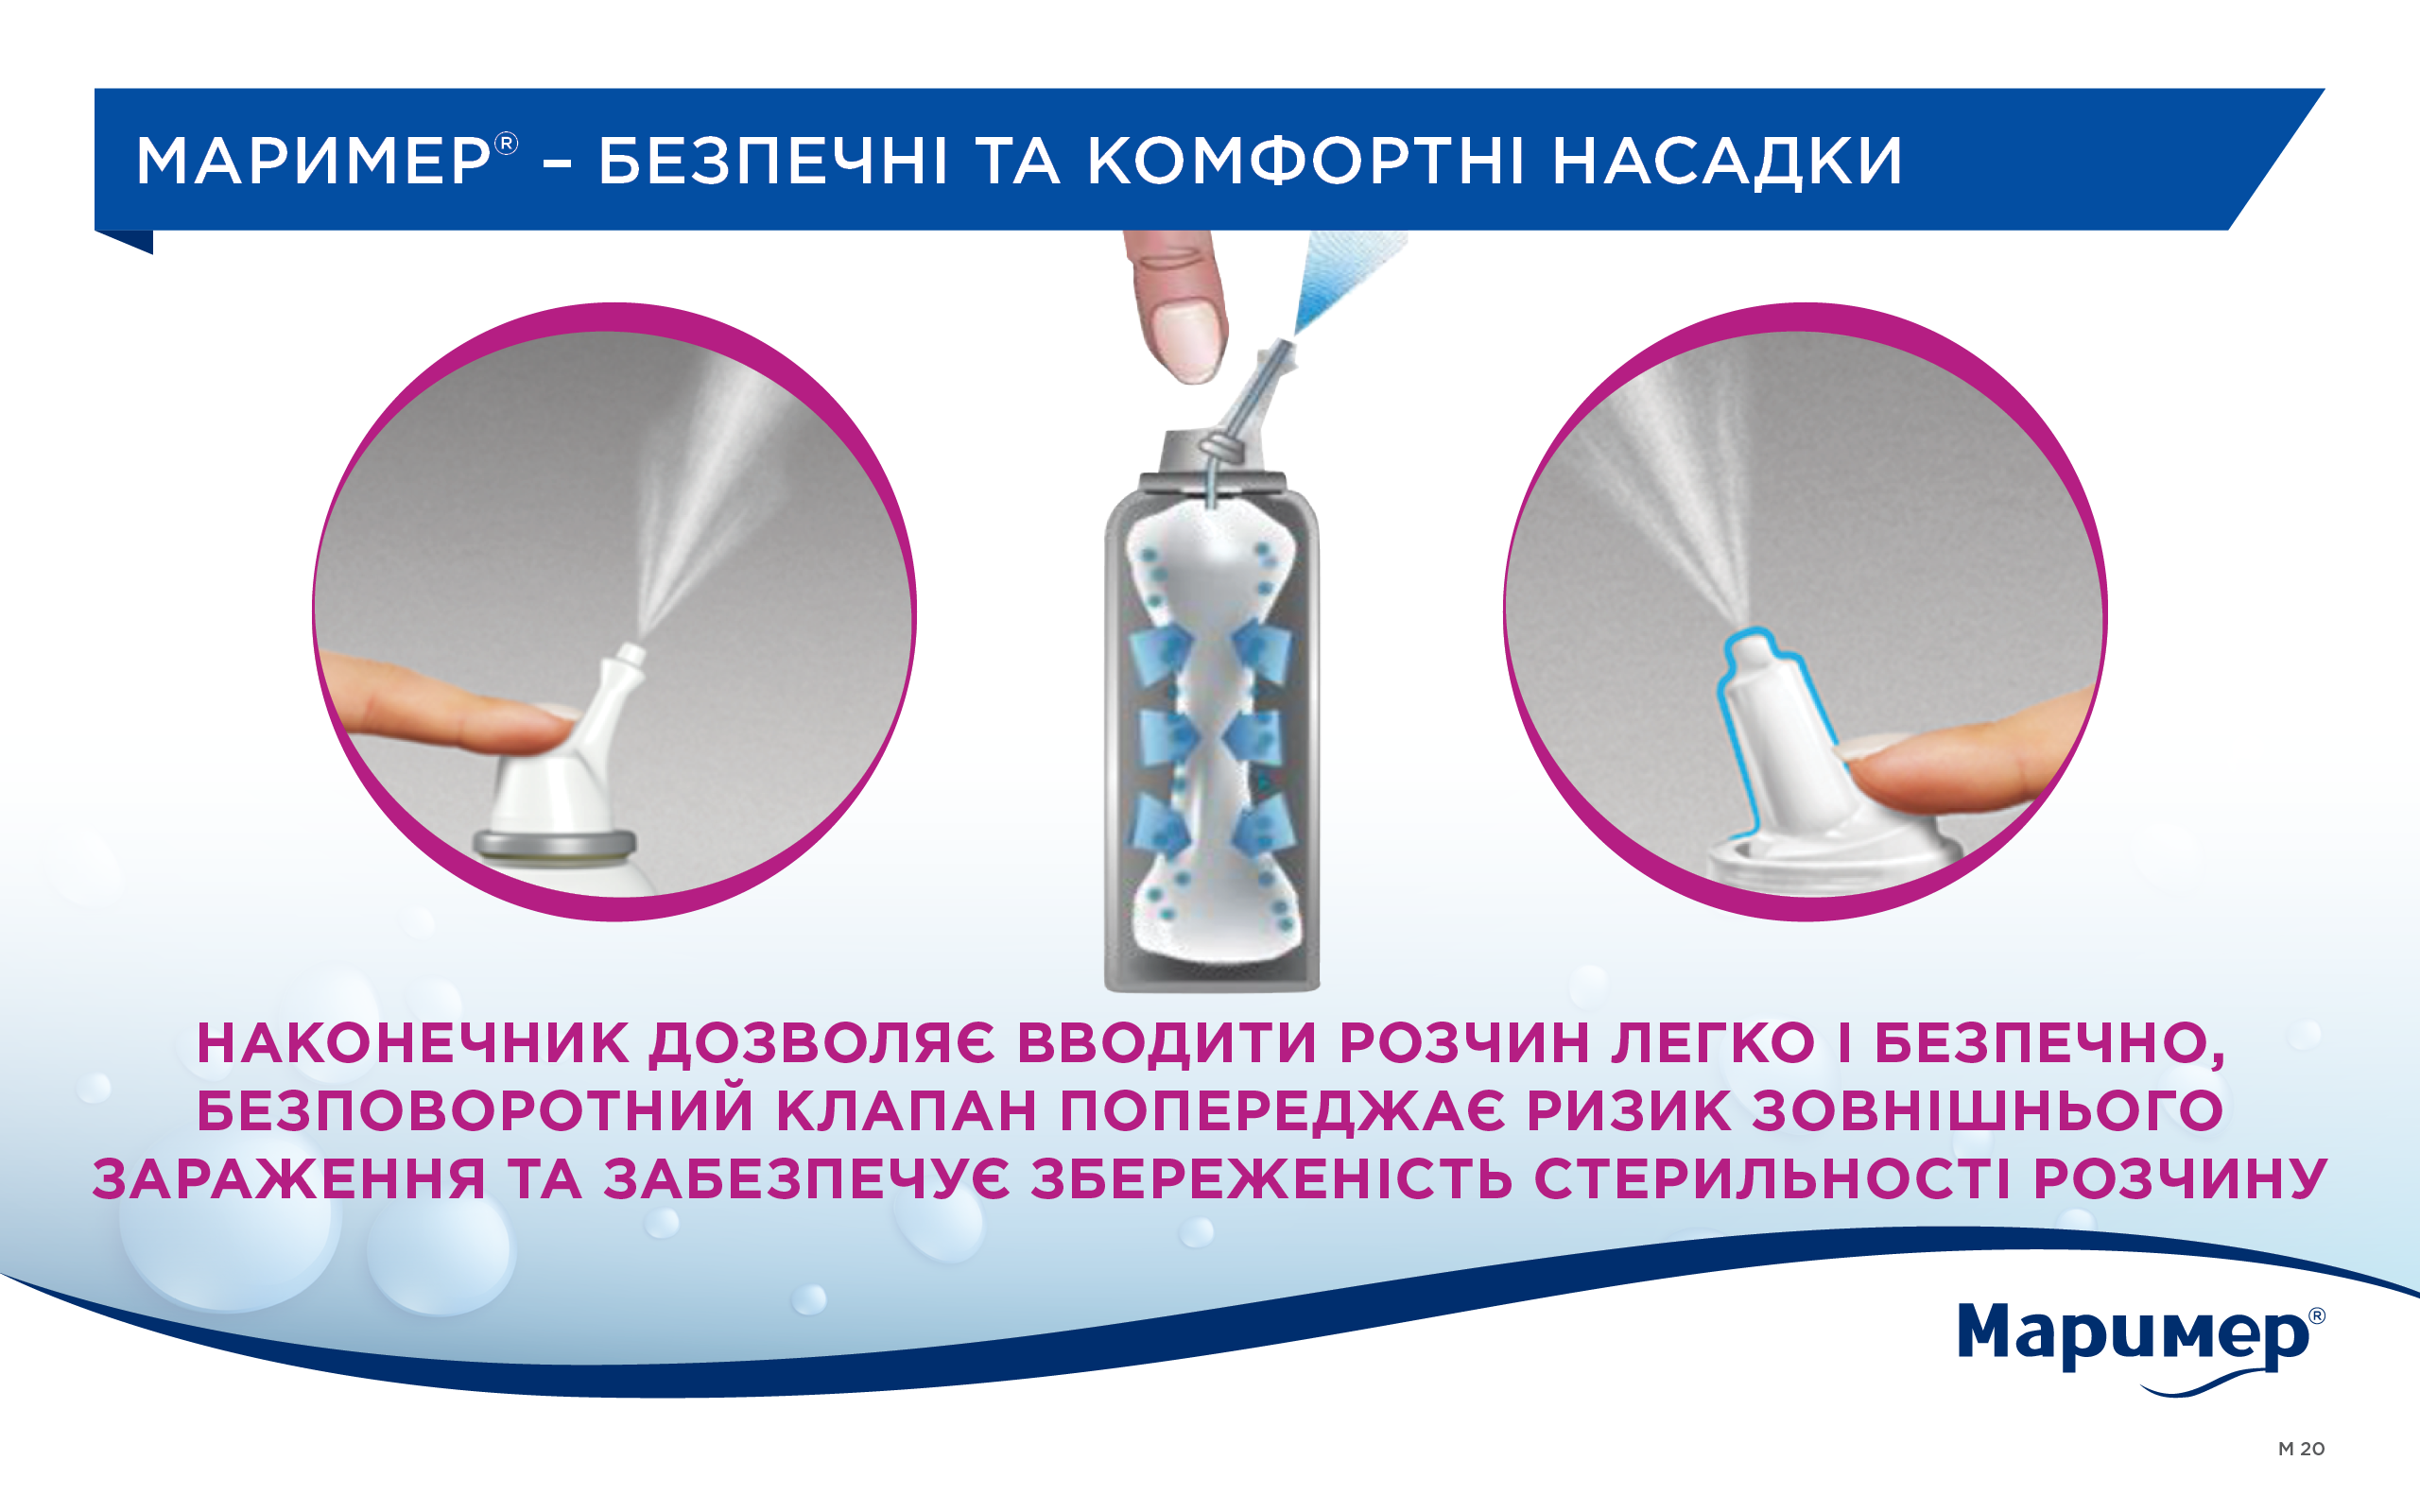 МАРИМЕР® – БЕЗПЕЧНІ ТА КОМФОРТНІ НАСАДКИ
НАКОНЕЧНИК ДОЗВОЛЯЄ ВВОДИТИ РОЗЧИН ЛЕГКО І БЕЗПЕЧНО,
БЕЗПОВОРОТНИЙ КЛАПАН ПОПЕРЕДЖАЄ РИЗИК ЗОВНІШНЬОГО
ЗАРАЖЕННЯ ТА ЗАБЕЗПЕЧУЄ ЗБЕРЕЖЕНІСТЬ СТЕРИЛЬНОСТІ РОЗЧИНУ
Маример®
М 20